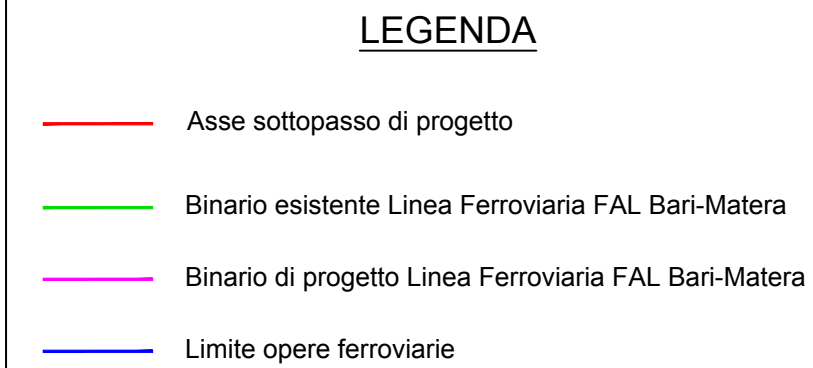 LEGENDA
Asse sottopasso di progetto
Binario esistente Linea Ferroviaria FAL Bari-Matera
Binario di progetto Linea Ferroviaria FAL Bari-Matera
Limite opere ferroviarie